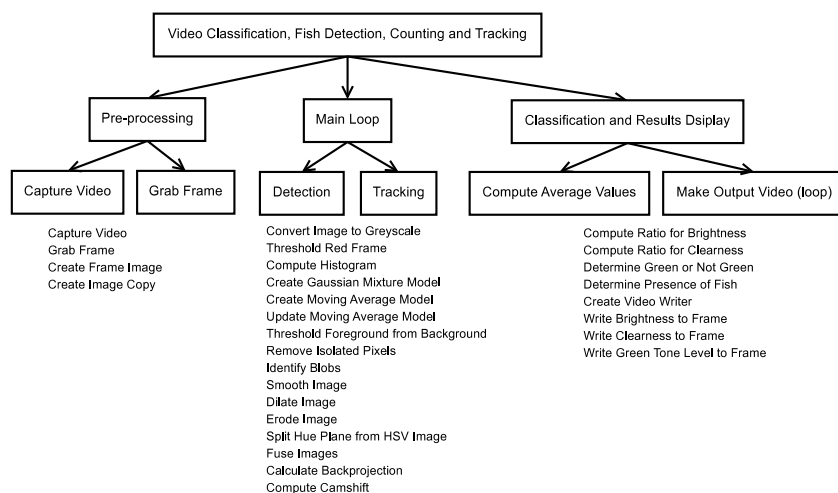 Video Classification, Fish Detection, Counting and Tracking
Pre-processing
Main Loop
Classification and Results Dsiplay
Capture Video
Grab Frame
Detection
Tracking
Compute Average Values
Make Output Video (loop)
Capture Video
Grab Frame
Create Frame Image
Create Image Copy
Convert Image to Greyscale
Threshold Red Frame
Compute Histogram
Create Gaussian Mixture Model
Create Moving Average Model
Update Moving Average Model
Threshold Foreground from Background
Remove Isolated Pixels
Identify Blobs
Smooth Image
Dilate Image
Erode Image
Split Hue Plane from HSV Image
Fuse Images
Calculate Backprojection
Compute Camshift
Compute Ratio for Brightness
Compute Ratio for Clearness
Determine Green or Not Green
Determine Presence of Fish
Create Video Writer
Write Brightness to Frame
Write Clearness to Frame
Write Green Tone Level to Frame